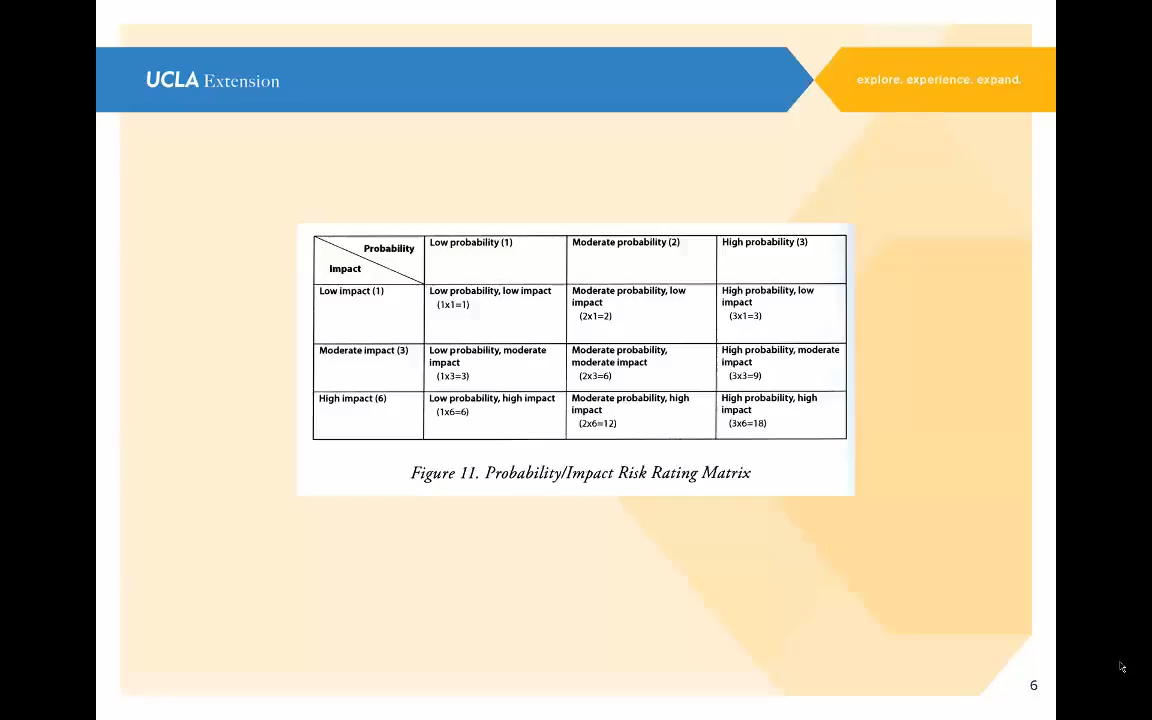 UCLA Extension
explore. experience. expand.
Probability
Impact
Low probability (1)
Moderate probability (2)
High probability (3)
Low impact (1)
Low probability, low impact
(1x1=1)
Moderate probability, low
impact
(2x1=2)
High probability, low
impact
(3x1=3)
Moderate impact (3)
Low probability, moderate
impact
(1x3=3)
Moderate probability,
moderate impact
(2x3=6)
High probability, moderate
impact
(3x3=9)
High impact (6)
Low probability, high impact
(1x6=6)
Moderate probability, high
impact
(2x6=12)
High probability, high
impact
(3x6=18)
Figure 11. Probability/Impact Risk Rating Matrix
6